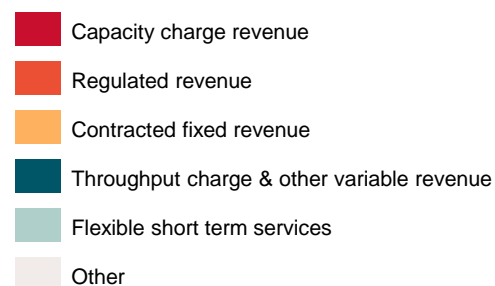 Capacity charge revenue
Regulated revenue
Contracted fixed revenue
Throughput charge & other variable revenue
Flexible short term services
Other